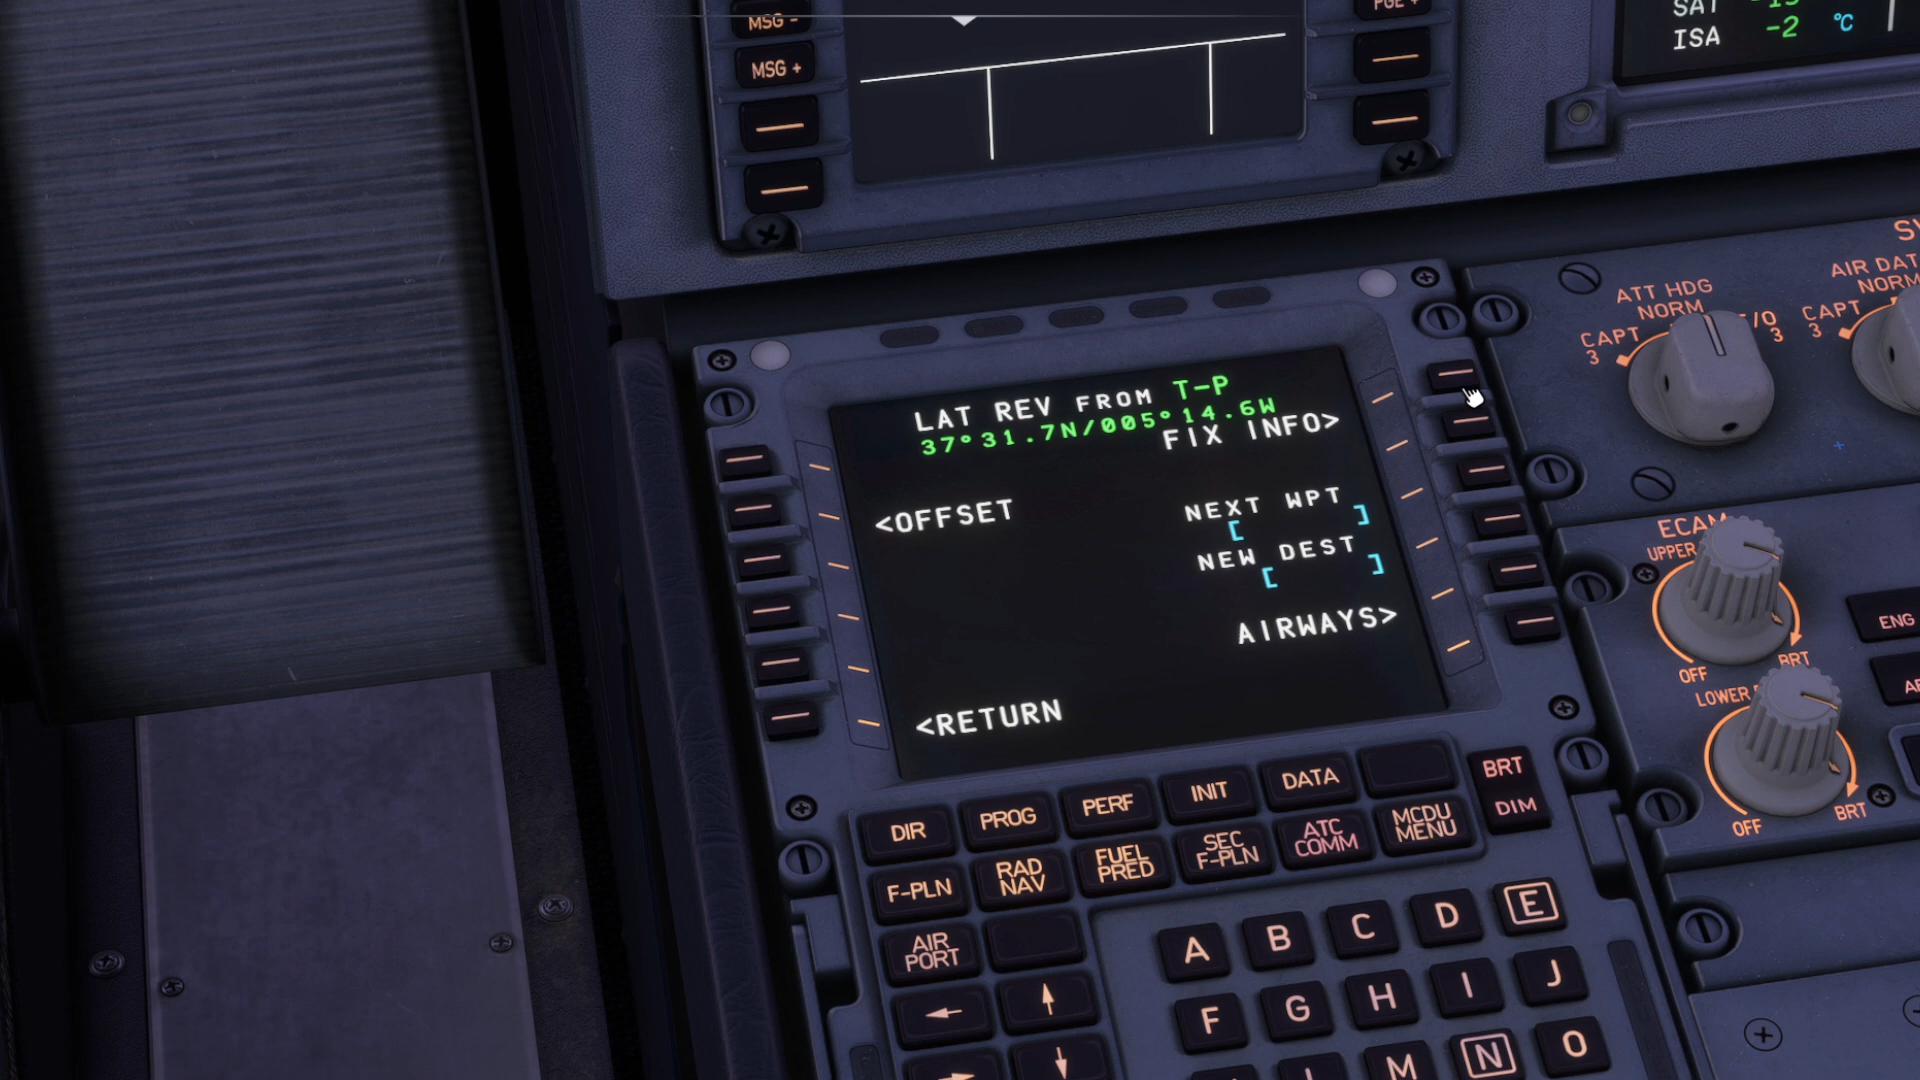 MSG -
MSG +
PGE +
SAT -15
ISA -2 °C
LAT REV FROM T-P
37°31.7N/005°14.6W
FIX INFO>
<OFFSET
NEXT WPT
[ ]
NEW DEST
[ ]
AIRWAYS>
<RETURN
ATT HDG
NORM
CAPT
3
F/O
3
AIR DATA
NORM
CAPT
3
ECAM
UPPER
OFF
BRT
LOWER
OFF
BRT
ENG
BRT
DIM
DIR
PROG
PERF
INIT
DATA
F-PLN
RAD
NAV
FUEL
PRED
SEC
F-PLN
ATC
COMM
MCDU
MENU
AIR
PORT
A B C D E
F G H I J
M N O